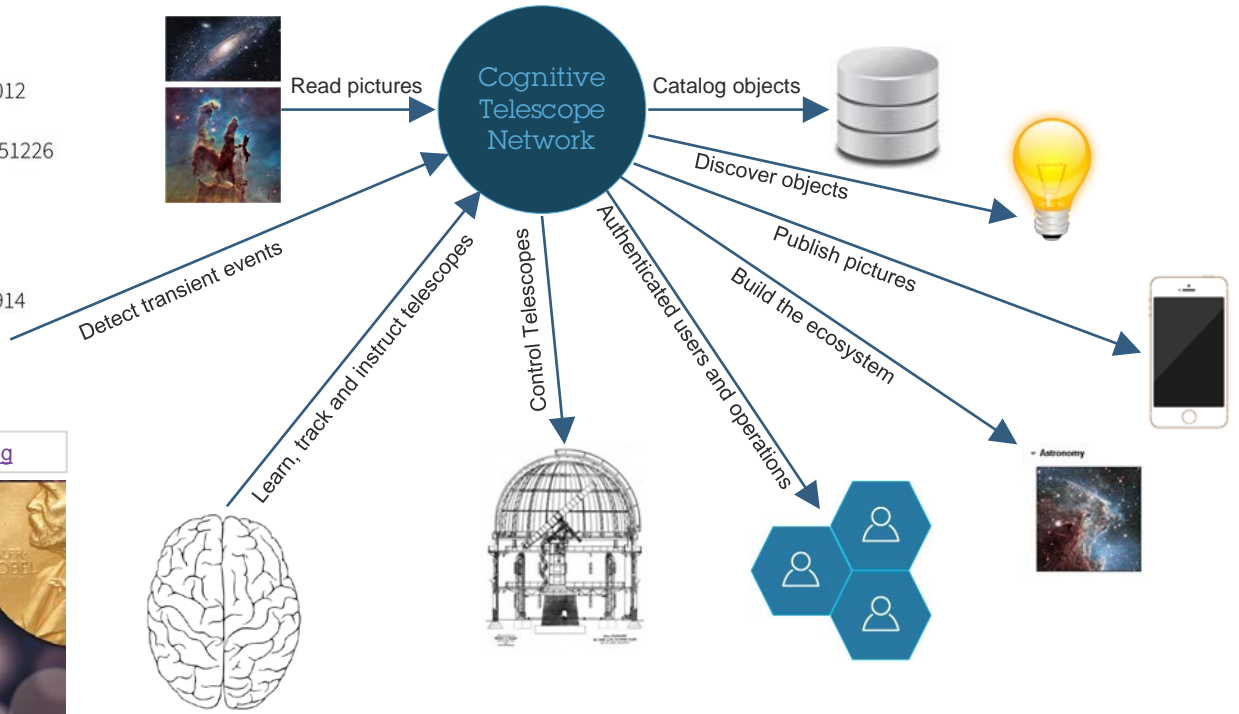 012
51226
914
g
Read pictures
Cognitive
Telescope
Network
Catalog objects
Discover objects
Publish pictures
Build the ecosystem
Authenticated users and operations
Control Telescopes
Learn, track and instruct telescopes
Detect transient events
Astronomy